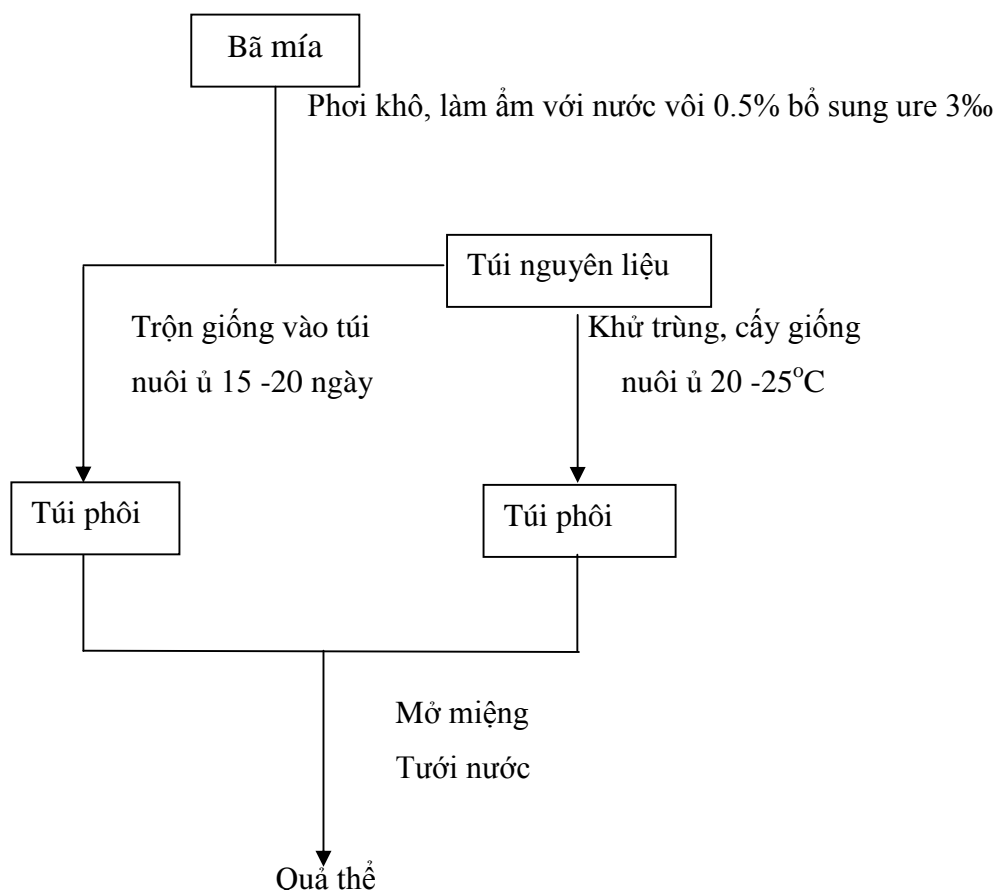 Bã mía
Phơi khô, làm ẩm với nước vôi 0.5% bổ sung ure 3‰
Túi nguyên liệu
Trộn giống vào túi
nuôi ủ 15 -20 ngày
Khử trùng, cấy giống
nuôi ủ 20 -25°C
Túi phôi
Túi phôi
Mở miệng
Tưới nước
Quả thể